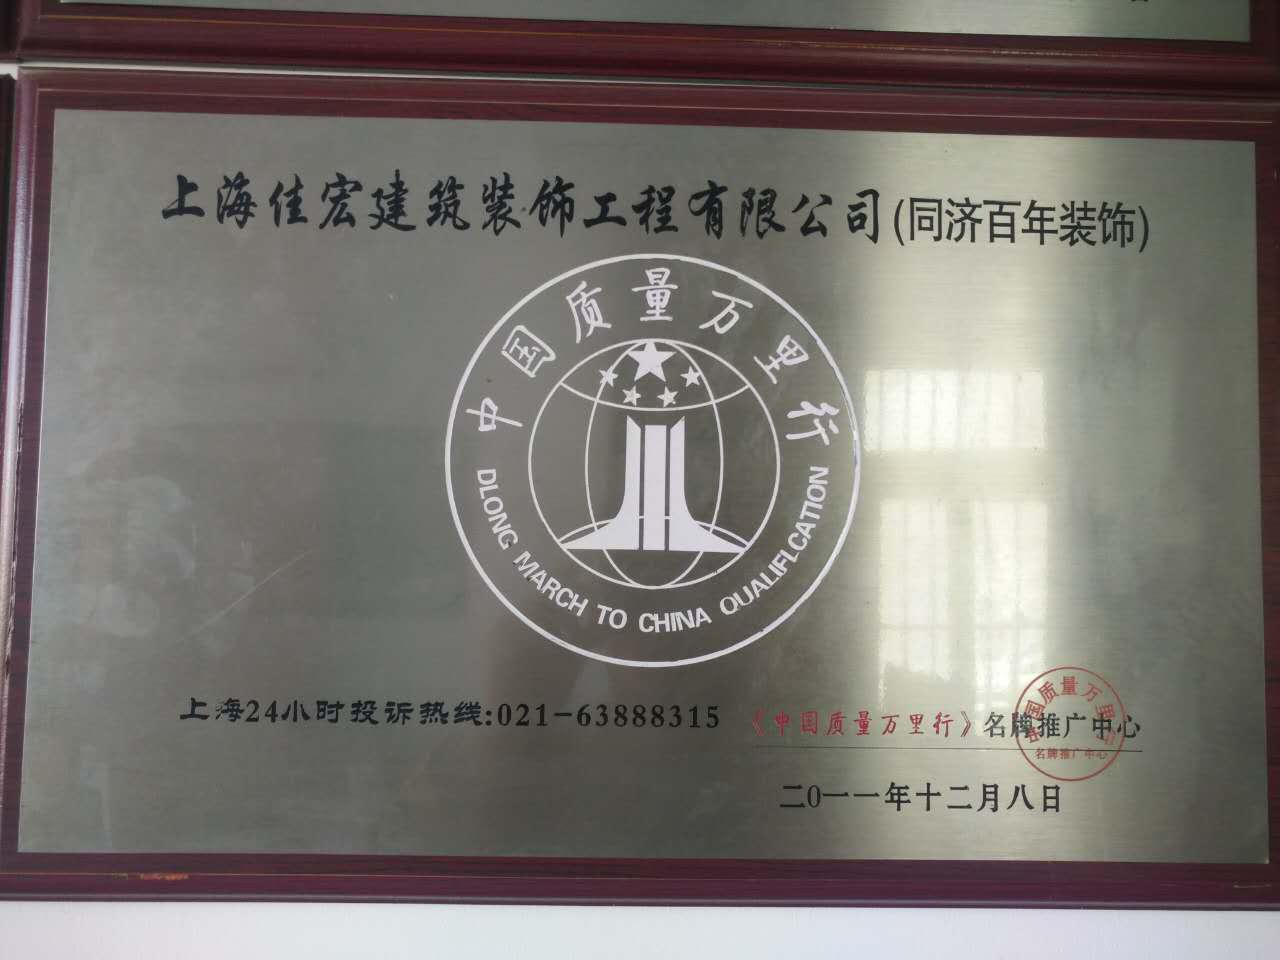 上海佳宏建筑装饰工程有限公司(同济百年装饰)
中国质量万里行
DLONG MARCH TO CHINA QUALIFLCATION
上海24小时投诉热线:021-63888315
《中国质量万里行》名牌推广中心
中国质量万里行
名牌推广中心
二0一一年十二月八日